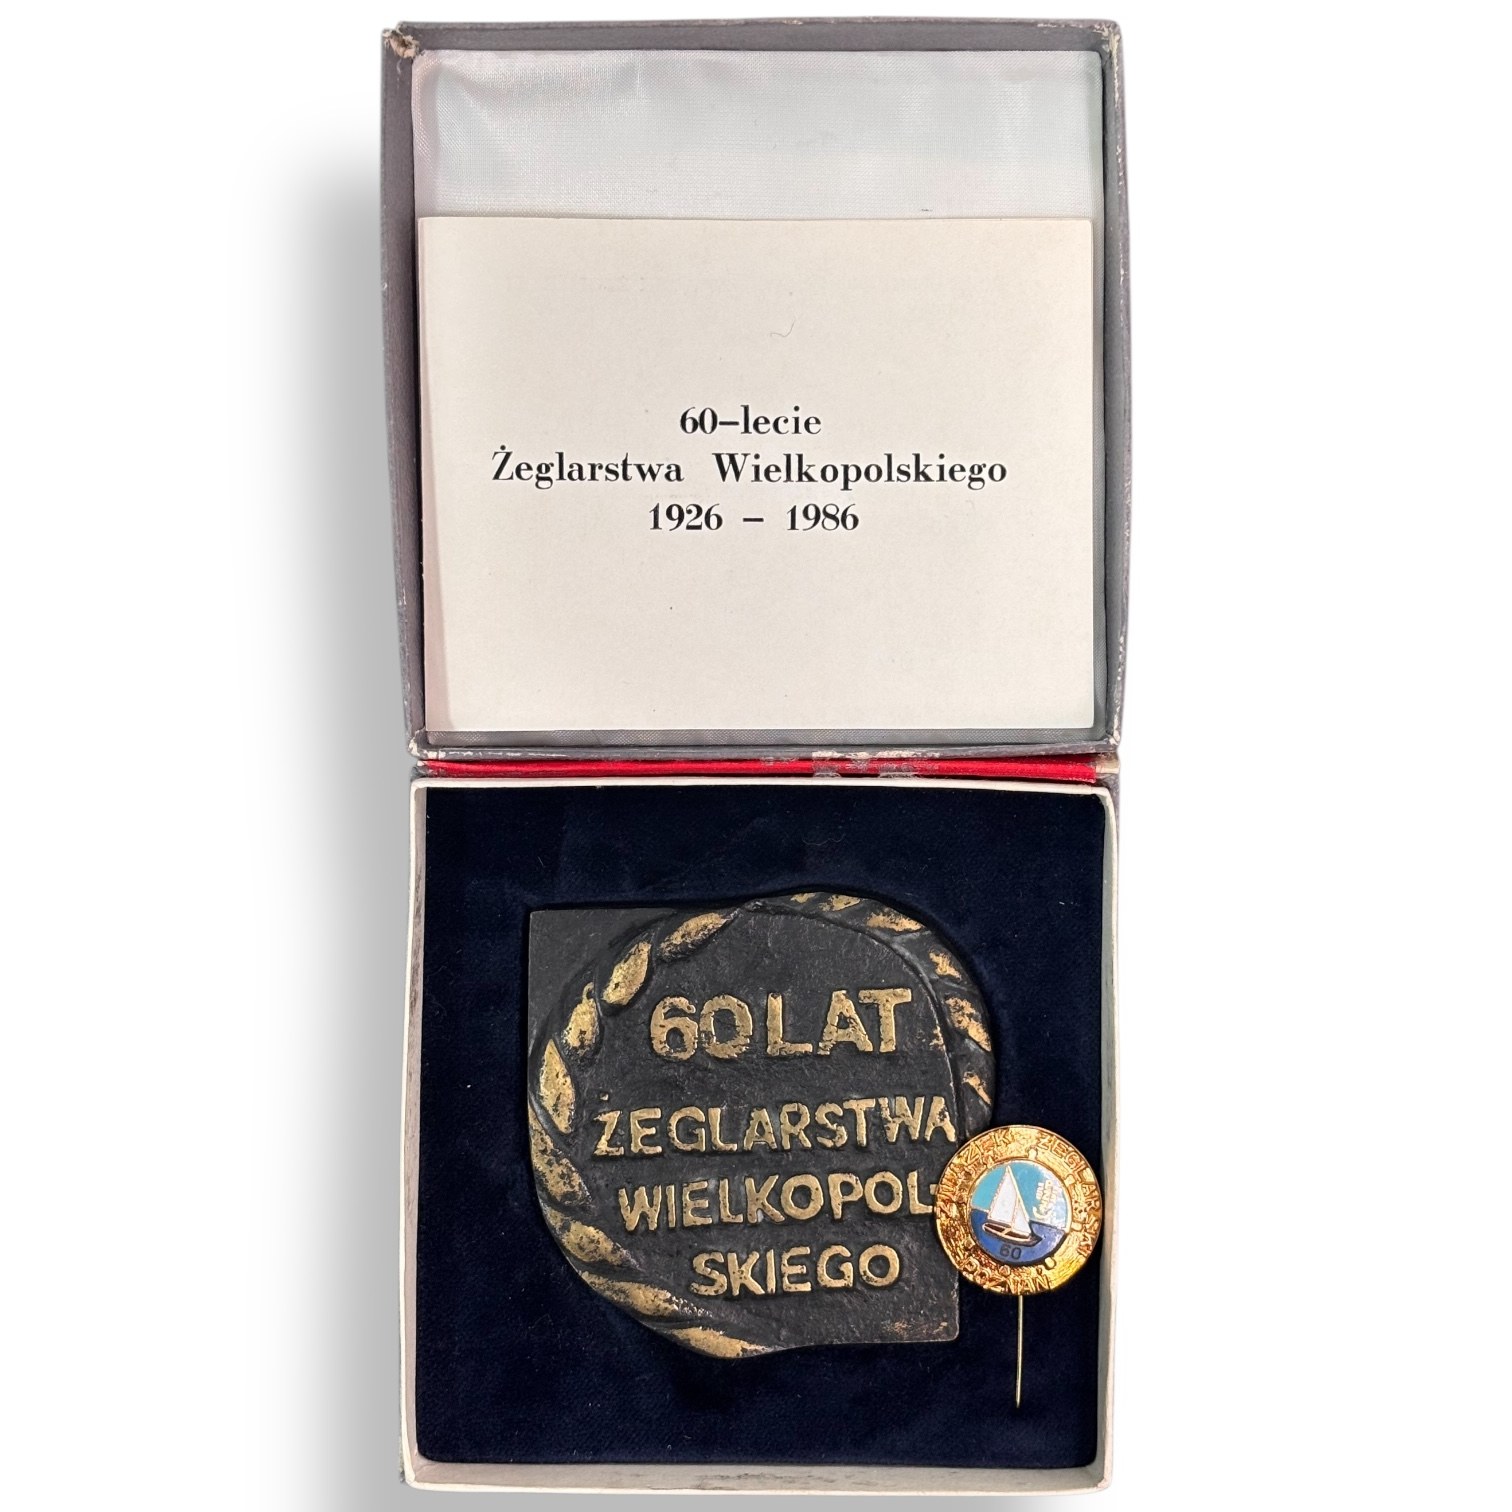 60–lecie
Żeglarstwa Wielkopolskiego
1926 – 1986
60 LAT
ŻEGLARSTWA
WIELKOPOL-
SKIEGO
60